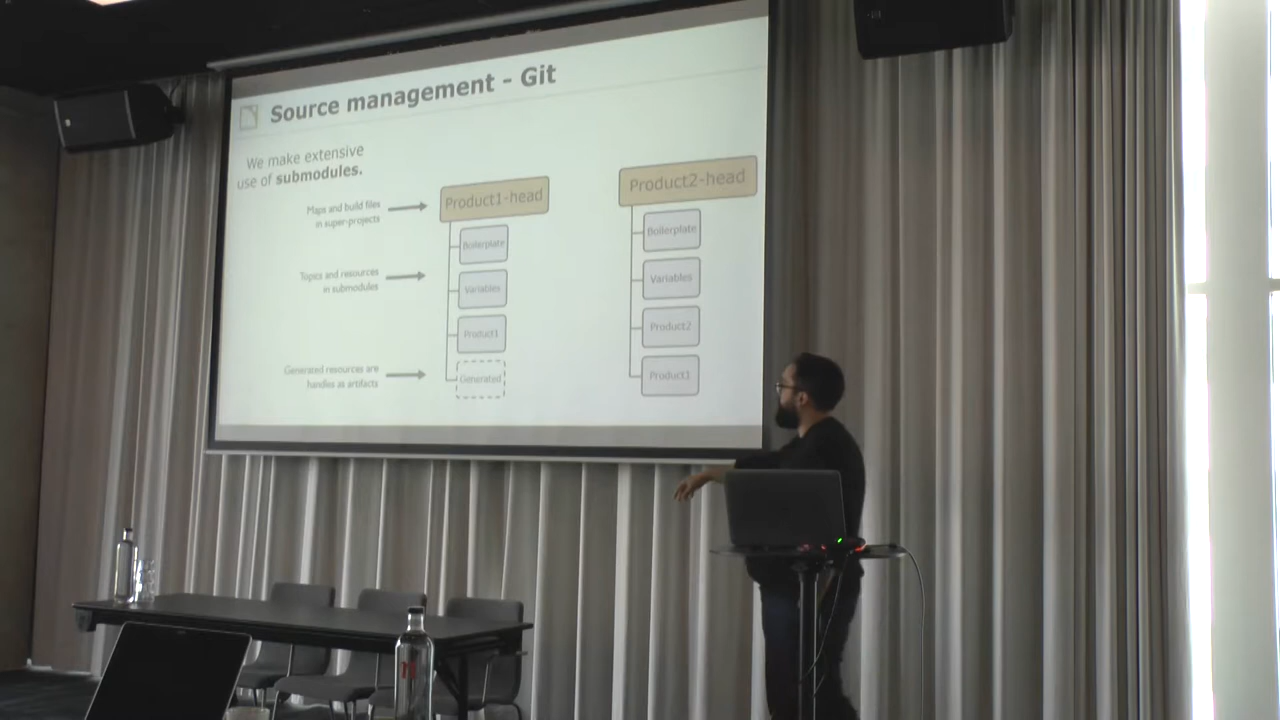 Source management - Git
We make extensive
use of submodules.
Maps and build files
in super-projects
Topics and resources
in submodules
Generated resources are
handles as artifacts
Product1-head
Boilerplate
Variables
Product1
Generated
Product2-head
Boilerplate
Variables
Product2
Product1